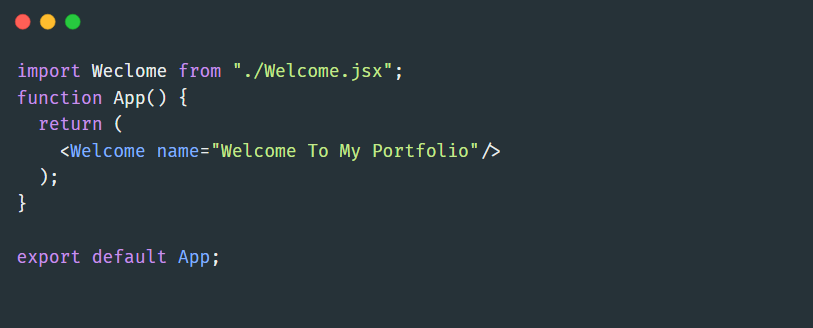 import Weclome from "./Welcome.jsx";
function App() {
  return (
    <Welcome name="Welcome To My Portfolio"/>
  );
}
export default App;